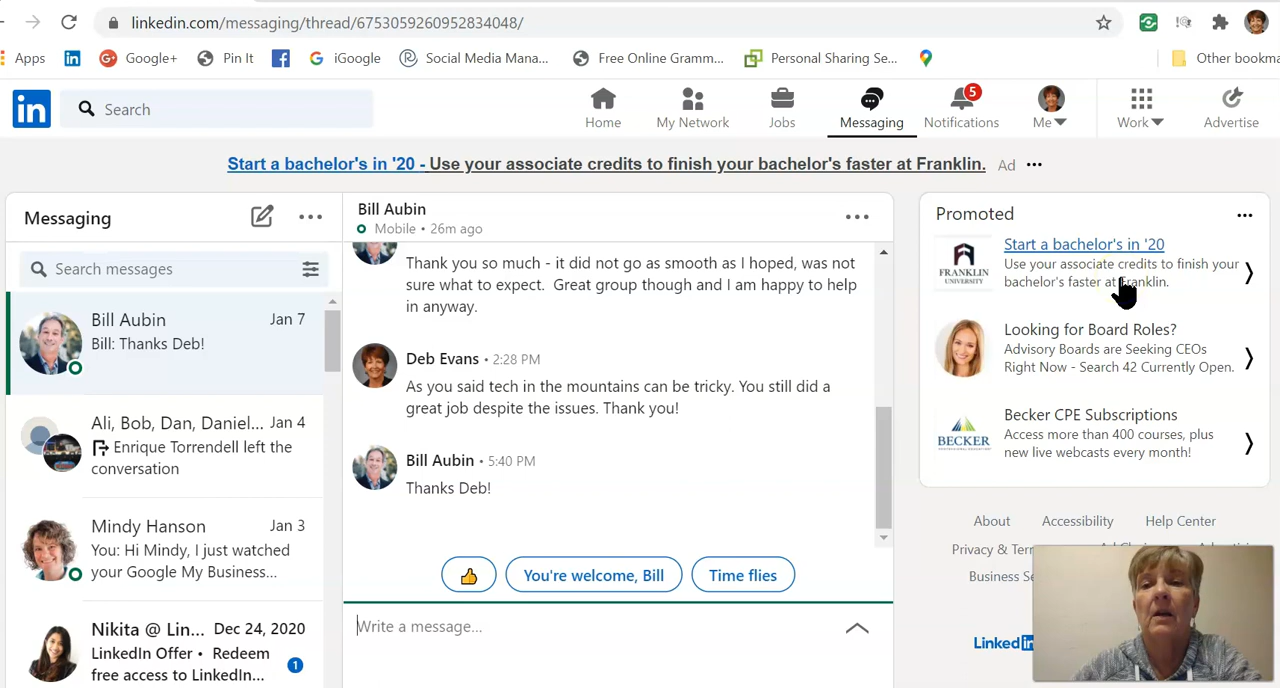 linkedin.com/messaging/thread/6753059260952834048/
Apps
Google+
Pin It
iGoogle
Social Media Mana...
Free Online Gramm...
Personal Sharing Se...
Other bookma
in
Search
Home
My Network
Jobs
Messaging
5
Notifications
Me
Work
Advertise
Start a bachelor's in '20 - Use your associate credits to finish your bachelor's faster at Franklin.
Ad
Messaging
Search messages
Bill Aubin
Jan 7
Bill: Thanks Deb!
Ali, Bob, Dan, Daniel...
Jan 4
Enrique Torrendell left the
conversation
Mindy Hanson
Jan 3
You: Hi Mindy, I just watched
your Google My Business...
Nikita @ Lin...
Dec 24, 2020
LinkedIn Offer • Redeem
free access to LinkedIn...
1
Bill Aubin
Mobile • 26m ago
Thank you so much - it did not go as smooth as I hoped, was not
sure what to expect. Great group though and I am happy to help
in anyway.
Deb Evans • 2:28 PM
As you said tech in the mountains can be tricky. You still did a
great job despite the issues. Thank you!
Bill Aubin • 5:40 PM
Thanks Deb!
You're welcome, Bill
Time flies
Write a message...
Promoted
FRANKLIN
UNIVERSITY
Start a bachelor's in '20
Use your associate credits to finish your
bachelor's faster at Franklin.
Looking for Board Roles?
Advisory Boards are Seeking CEOs
Right Now - Search 42 Currently Open.
BECKER
Becker CPE Subscriptions
Access more than 400 courses, plus
new live webcasts every month!
About
Accessibility
Help Center
Privacy &
Business
Linked in